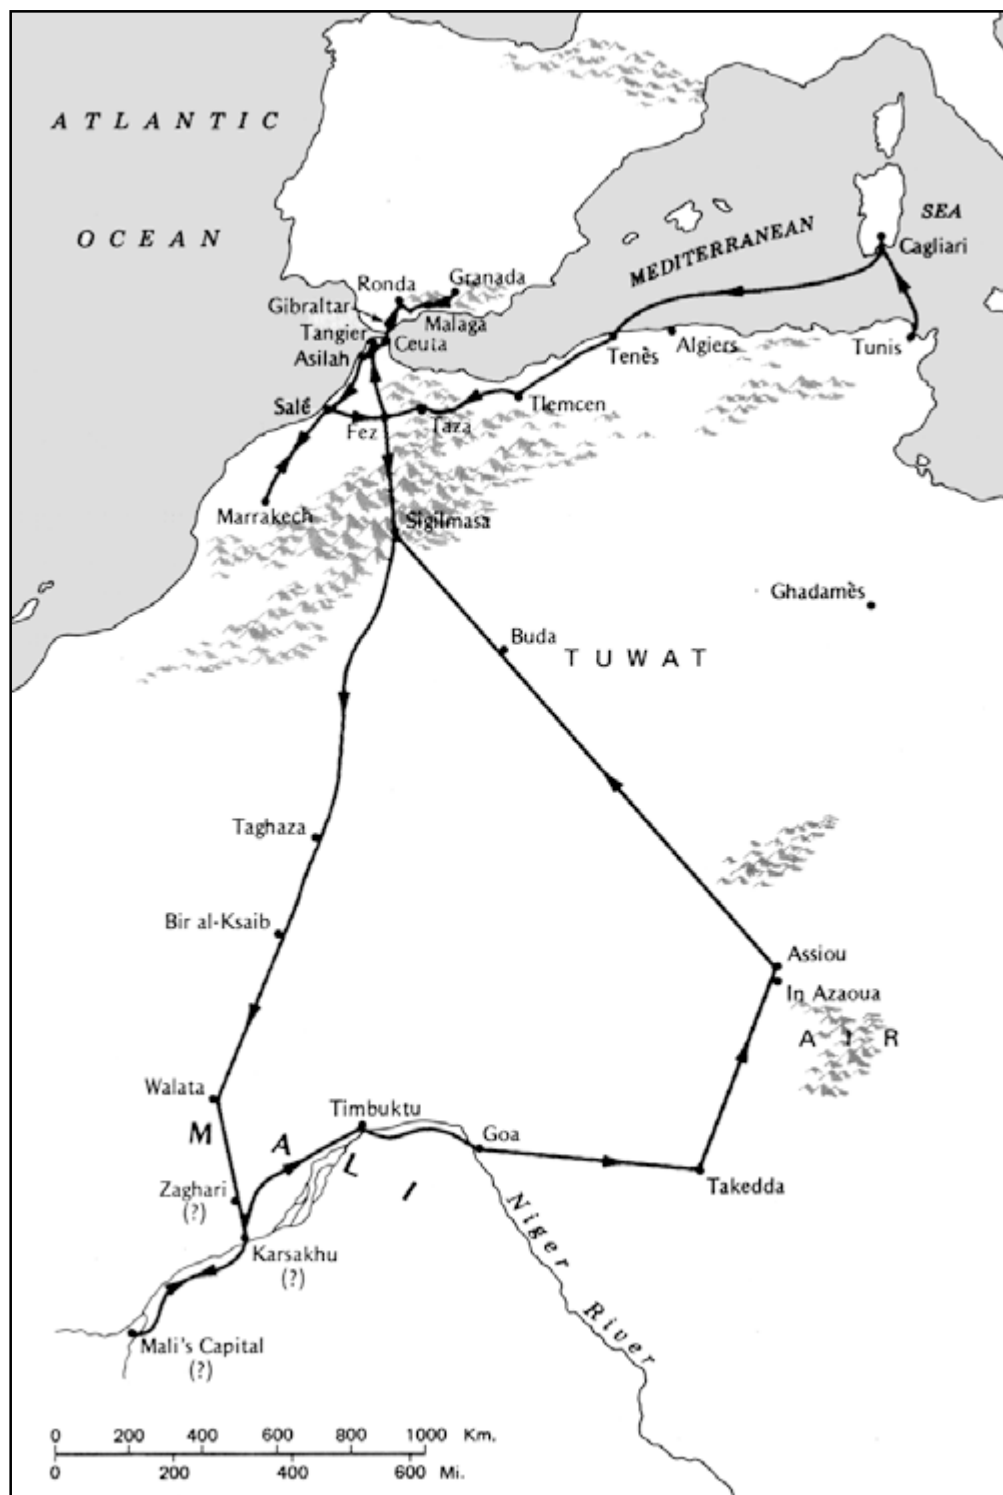 ATLANTIC
OCEAN
SEA
Cagliari
MEDITERRANEAN
Granada
Ronda
Gibraltar
Malaga
Tangier
Ceuta
Asilah
Tenès
Algiers
Tunis
Salé
Tlemcen
Taza
Fez
Marrakech
Sigilmasa
Ghadamès
Buda
TUWAT
Taghaza
Bir al-Ksaib
Assiou
In Azaoua
AIR
Walata
Timbuktu
MALI
Goa
Takedda
Zaghari
(?)
Niger River
Karsakhu
(?)
Mali's Capital
(?)
0 200 400 600 800 1000 Km.
0 200 400 600 Mi.